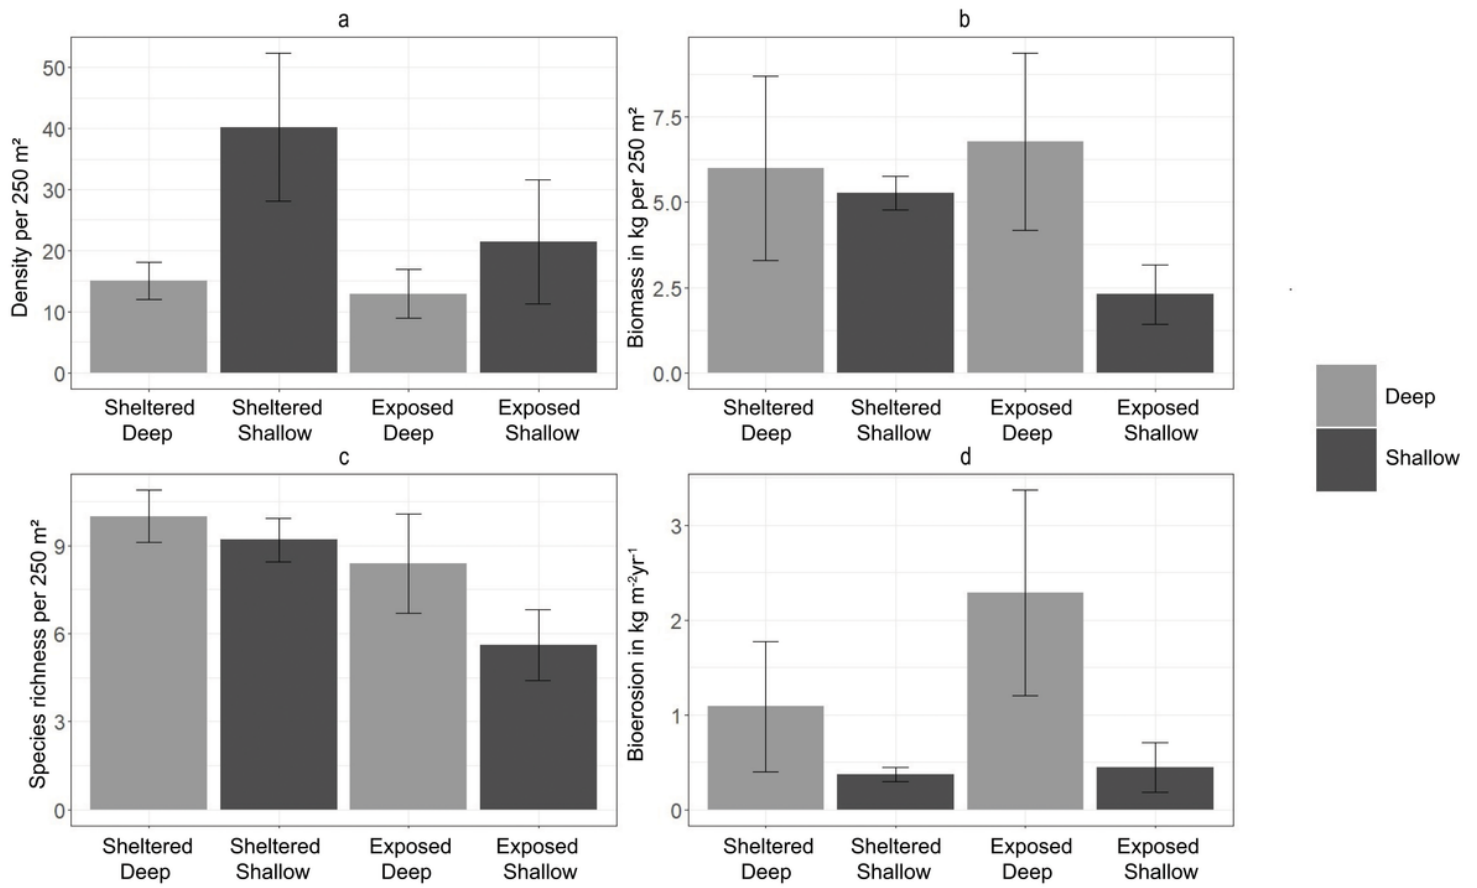 a
Density per 250 m²
50
40
30
20
10
0
Sheltered Deep
Sheltered Shallow
Exposed Deep
Exposed Shallow
b
Biomass in kg per 250 m²
7.5
5.0
2.5
0.0
Sheltered Deep
Sheltered Shallow
Exposed Deep
Exposed Shallow
c
Species richness per 250 m²
9
6
3
0
Sheltered Deep
Sheltered Shallow
Exposed Deep
Exposed Shallow
d
Bioerosion in kg m⁻²yr⁻¹
3
2
1
0
Sheltered Deep
Sheltered Shallow
Exposed Deep
Exposed Shallow
Deep
Shallow